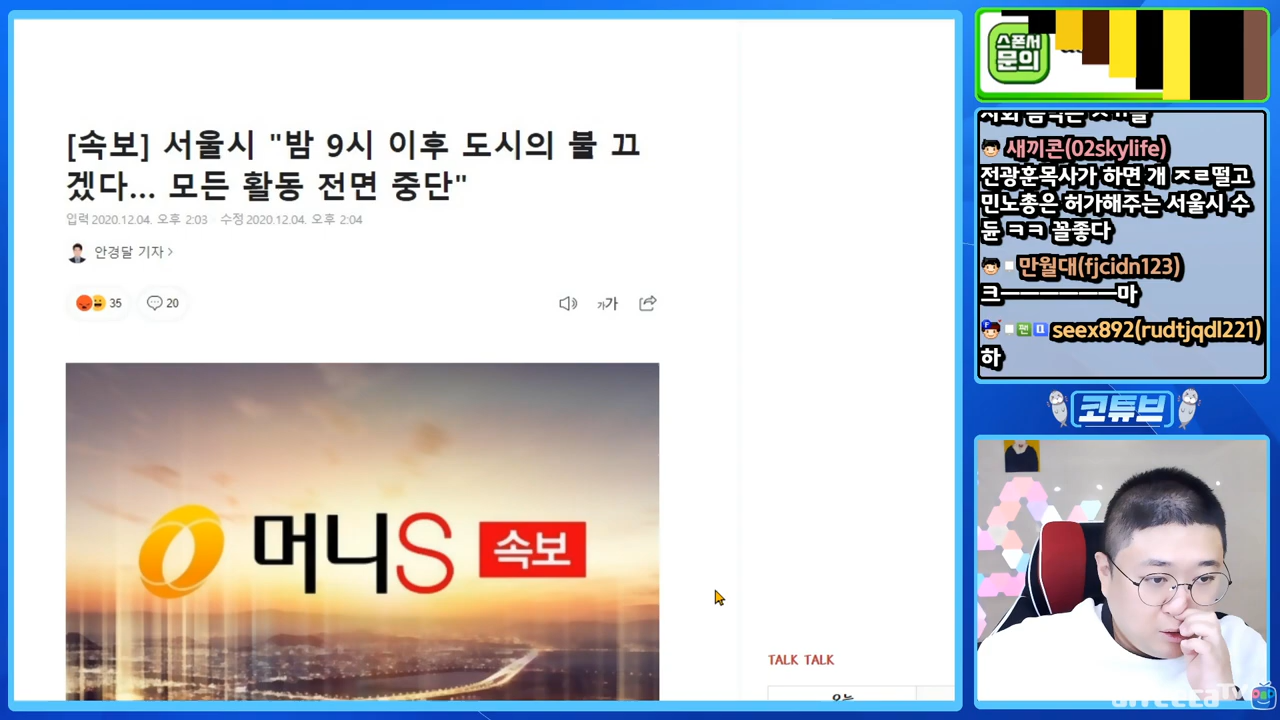 [속보] 서울시 "밤 9시 이후 도시의 불 끄
겠다... 모든 활동 전면 중단"
입력 2020.12.04. 오후 2:03 · 수정 2020.12.04. 오후 2:04
안경달 기자 >
35
20
가가
머니S 속보
TALK TALK
오늘
스폰서
문의
새끼콘(02skylife)
전광훈목사가 하면 개 ㅈㄹ떨고
민노총은 허가해주는 서울시 수
듄 ㅋㅋ 꼴좋다
만월대(fjcidn123)
크ㅡㅡㅡㅡㅡㅡ마
팬 seex892(rudtjqdl221)
하
코튜브
afreecaTV